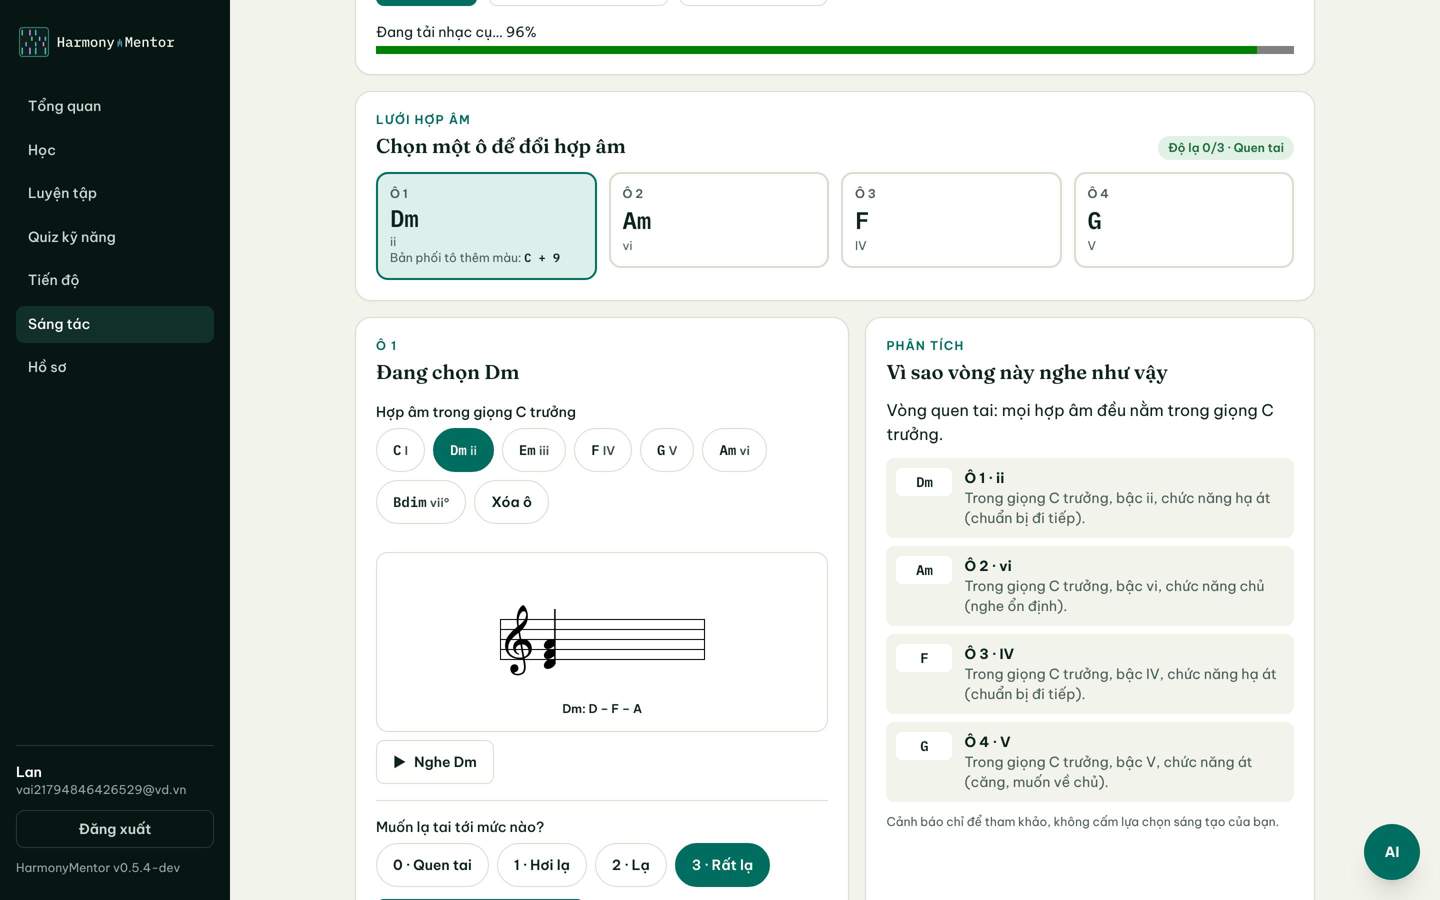 Harmony Mentor
Tổng quan
Học
Luyện tập
Quiz kỹ năng
Tiến độ
Sáng tác
Hồ sơ
Lan
vai21794846426529@vd.vn
Đăng xuất
HarmonyMentor v0.5.4-dev
Đang tải nhạc cụ... 96%
LƯỚI HỢP ÂM
Chọn một ô để đổi hợp âm
Độ lạ 0/3 · Quen tai
Ô 1
Dm
ii
Bản phối tô thêm màu: C + 9
Ô 2
Am
vi
Ô 3
F
IV
Ô 4
G
V
Ô 1
Đang chọn Dm
Hợp âm trong giọng C trưởng
C I
Dm ii
Em iii
F IV
G V
Am vi
Bdim vii°
Xóa ô
Dm: D – F – A
▶ Nghe Dm
Muốn lạ tai tới mức nào?
0 · Quen tai
1 · Hơi lạ
2 · Lạ
3 · Rất lạ
PHÂN TÍCH
Vì sao vòng này nghe như vậy
Vòng quen tai: mọi hợp âm đều nằm trong giọng C
trưởng.
Dm
Ô 1 · ii
Trong giọng C trưởng, bậc ii, chức năng hạ át
(chuẩn bị đi tiếp).
Am
Ô 2 · vi
Trong giọng C trưởng, bậc vi, chức năng chủ
(nghe ổn định).
F
Ô 3 · IV
Trong giọng C trưởng, bậc IV, chức năng hạ át
(chuẩn bị đi tiếp).
G
Ô 4 · V
Trong giọng C trưởng, bậc V, chức năng át
(căng, muốn về chủ).
Cảnh báo chỉ để tham khảo, không cấm lựa chọn sáng tạo của bạn.
AI